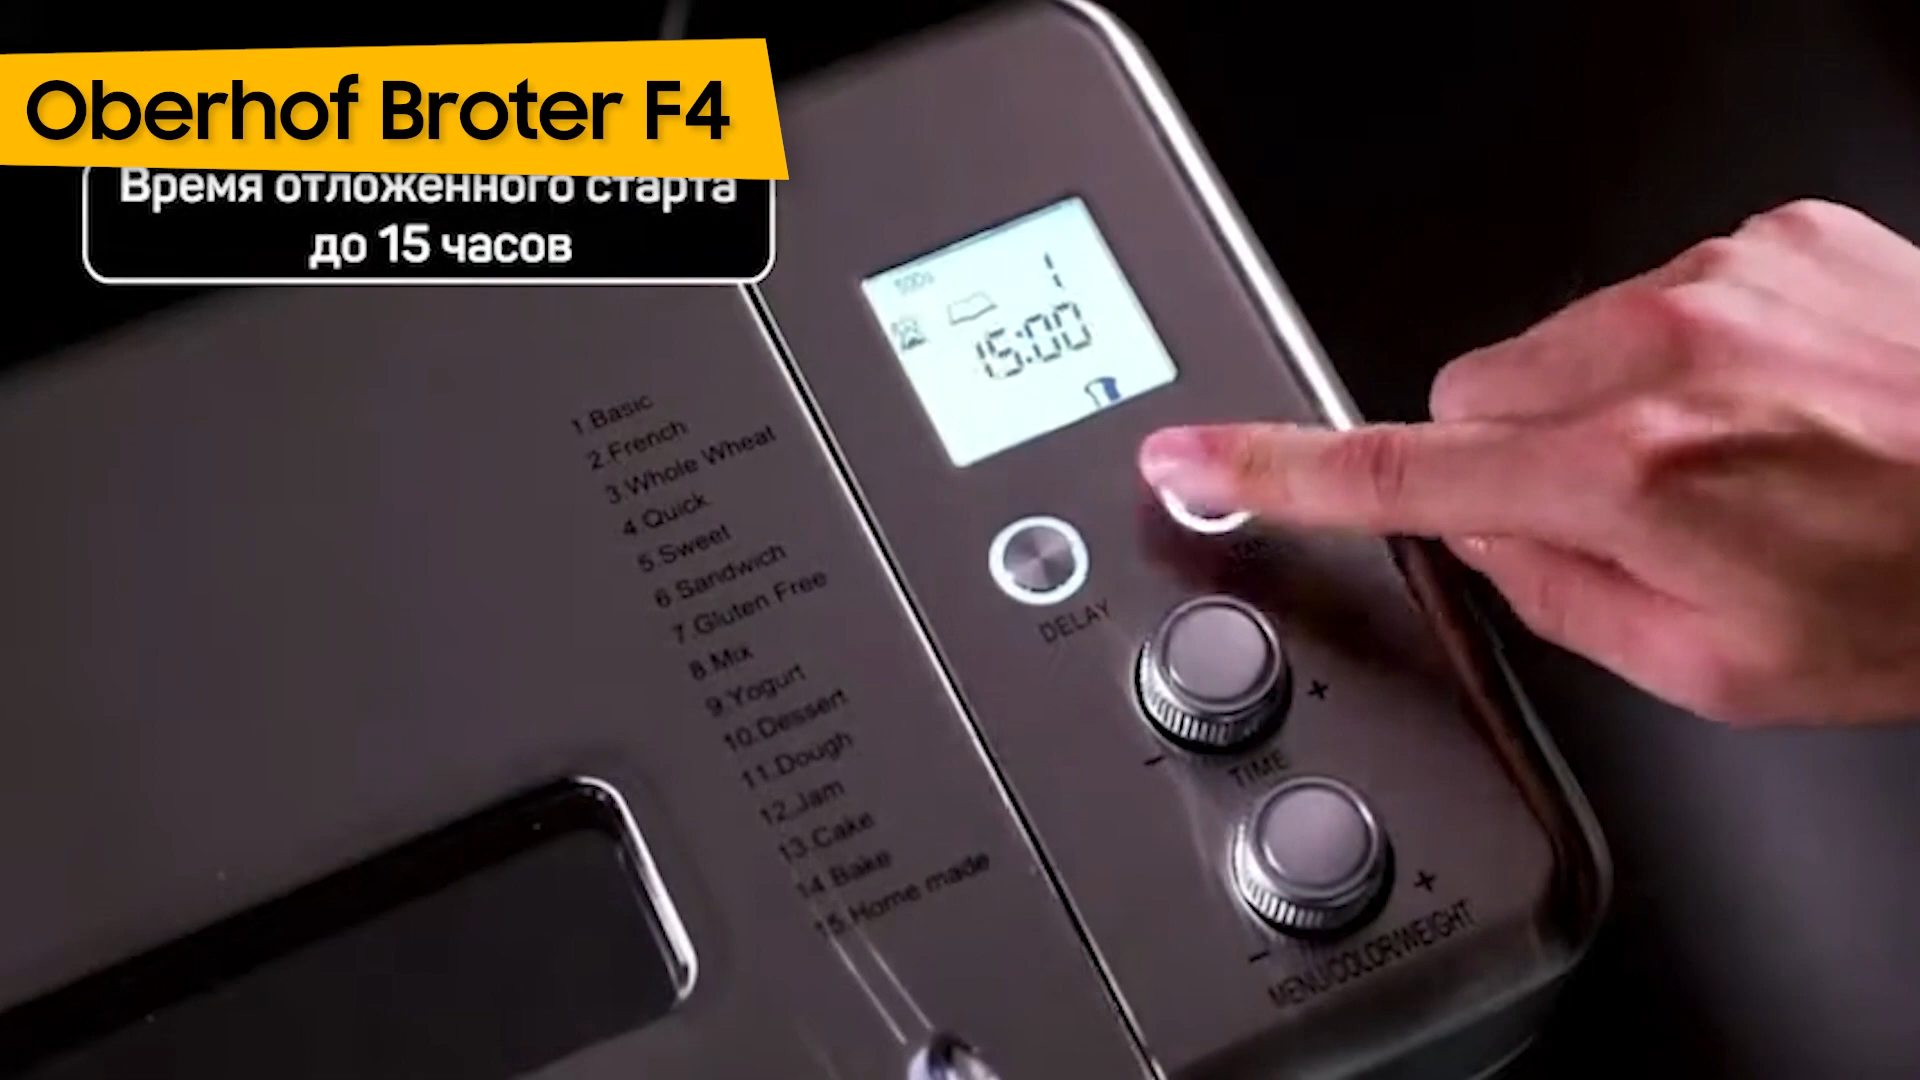 Oberhof Broter F4
Время отложенного старта
до 15 часов
1
15:00
1 Basic
2.French
3.Whole Wheat
4 Quick
5.Sweet
6 Sandwich
7.Gluten Free
8.Mix
9 Yogurt
10.Dessert
11.Dough
12.Jam
13.Cake
14.Bake
15.Home made
DELAY
+
-
TIME
+
-
MENU/COLOR/WEIGHT